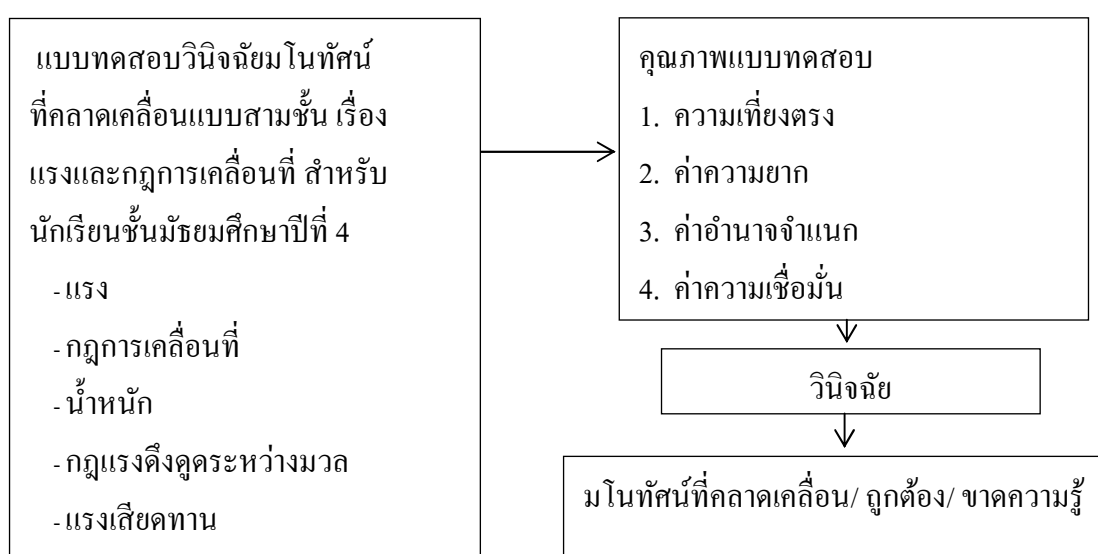 แบบทดสอบวินิจฉัยมโนทัศน์
ที่คลาดเคลื่อนแบบสามชั้น เรื่อง
แรงและกฎการเคลื่อนที่ สำหรับ
นักเรียนชั้นมัธยมศึกษาปีที่ 4
- แรง
- กฎการเคลื่อนที่
- น้ำหนัก
- กฎแรงดึงดูดระหว่างมวล
- แรงเสียดทาน
คุณภาพแบบทดสอบ
1. ความเที่ยงตรง
2. ค่าความยาก
3. ค่าอำนาจจำแนก
4. ค่าความเชื่อมั่น
วินิจฉัย
มโนทัศน์ที่คลาดเคลื่อน/ ถูกต้อง/ ขาดความรู้